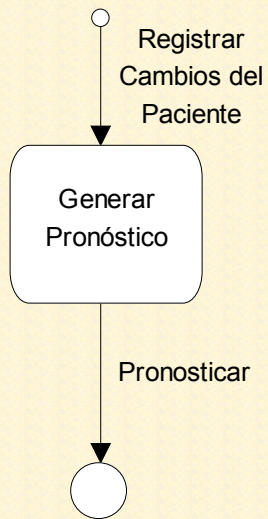 Registrar
Cambios del
Paciente
Generar
Pronóstico
Pronosticar